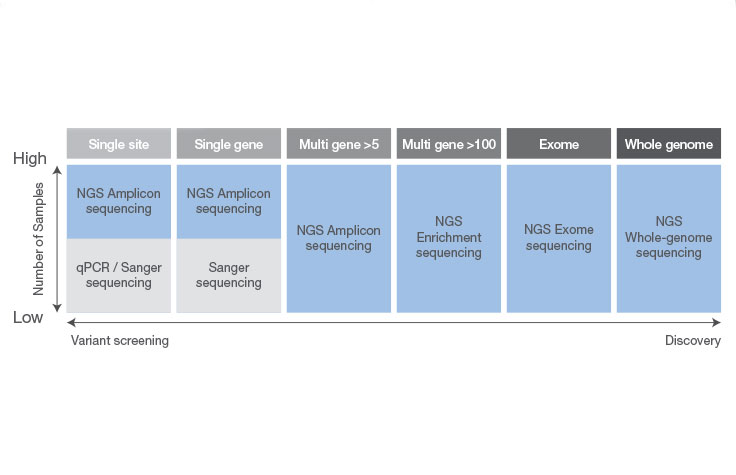 Single site
Single gene
Multi gene >5
Multi gene >100
Exome
Whole genome
High
Number of Samples
Low
NGS Amplicon
sequencing
qPCR / Sanger
sequencing
NGS Amplicon
sequencing
Sanger
sequencing
NGS Amplicon
sequencing
NGS
Enrichment
sequencing
NGS Exome
sequencing
NGS
Whole-genome
sequencing
Variant screening
Discovery